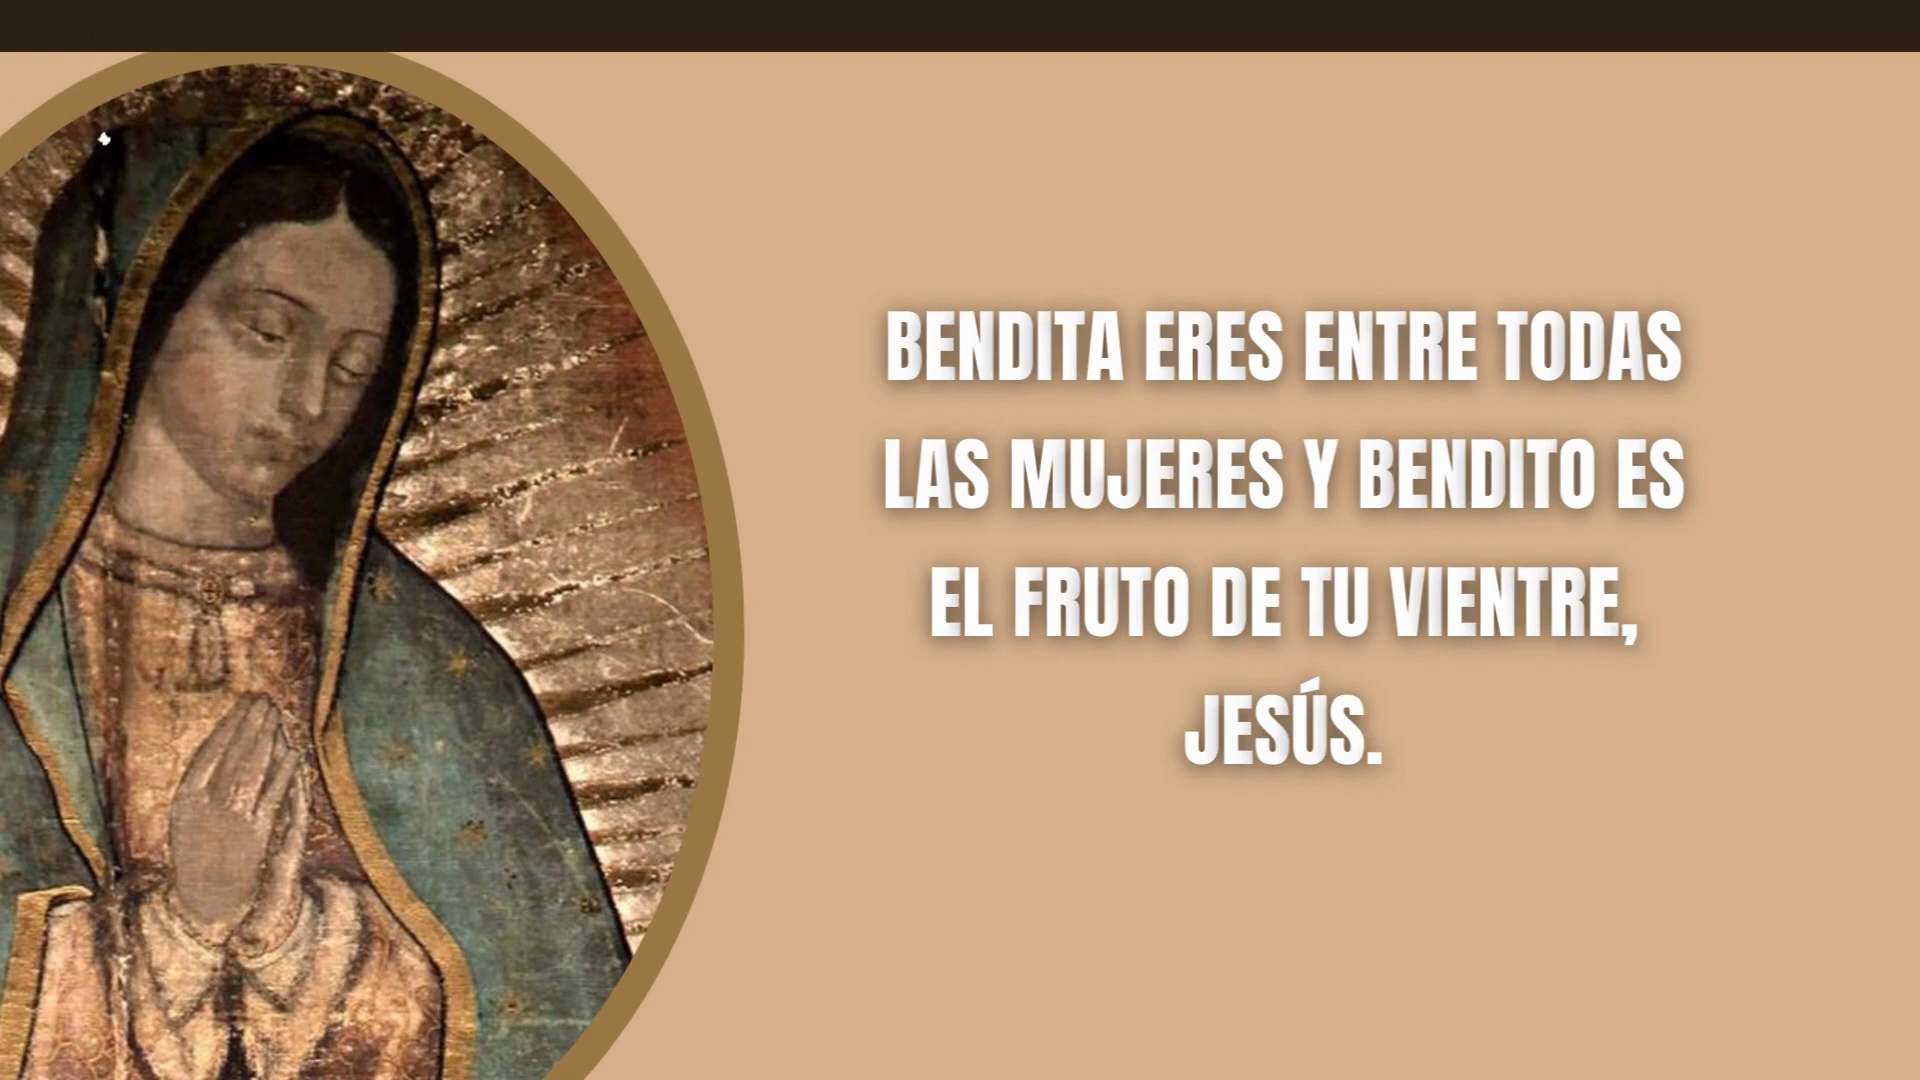 BENDITA ERES ENTRE TODAS
LAS MUJERES Y BENDITO ES
EL FRUTO DE TU VIENTRE,
JESÚS.